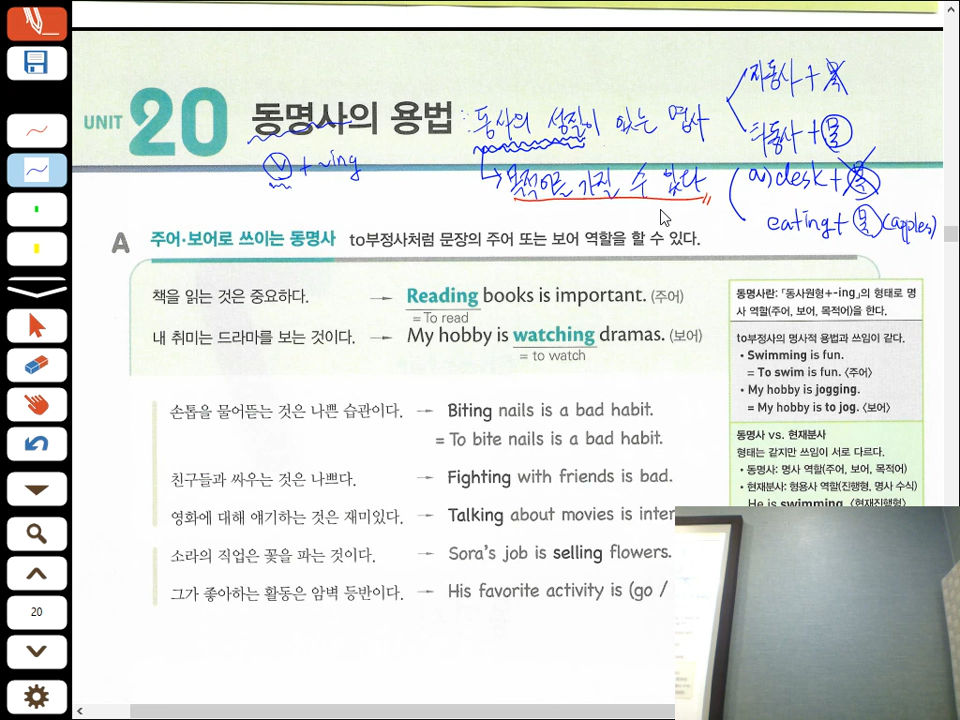 UNIT 20 동명사의 용법 : 동사의 성질이 있는 명사
자동사 + 목
타동사 + 목
V + ~ing
목적어를 가질 수 있다
a) desk + 목
eating + 목 (apples)
A 주어·보어로 쓰이는 동명사 to부정사처럼 문장의 주어 또는 보어 역할을 할 수 있다.
책을 읽는 것은 중요하다. → Reading books is important. (주어)
= To read
내 취미는 드라마를 보는 것이다. → My hobby is watching dramas. (보어)
= to watch
손톱을 물어뜯는 것은 나쁜 습관이다. → Biting nails is a bad habit.
= To bite nails is a bad habit.
친구들과 싸우는 것은 나쁘다. → Fighting with friends is bad.
영화에 대해 얘기하는 것은 재미있다. → Talking about movies is inter
소라의 직업은 꽃을 파는 것이다. → Sora's job is selling flowers.
그가 좋아하는 활동은 암벽 등반이다. → His favorite activity is (go /
동명사란: 「동사원형+-ing」의 형태로 명
사 역할(주어, 보어, 목적어)을 한다.
to부정사의 명사적 용법과 쓰임이 같다.
• Swimming is fun.
= To swim is fun. 〈주어〉
• My hobby is jogging.
= My hobby is to jog. 〈보어〉
동명사 vs. 현재분사
형태는 같지만 쓰임이 서로 다르다.
• 동명사: 명사 역할(주어, 보어, 목적어)
• 현재분사: 형용사 역할(진행형, 명사 수식)
He is swimming. 〈현재진행형〉
20